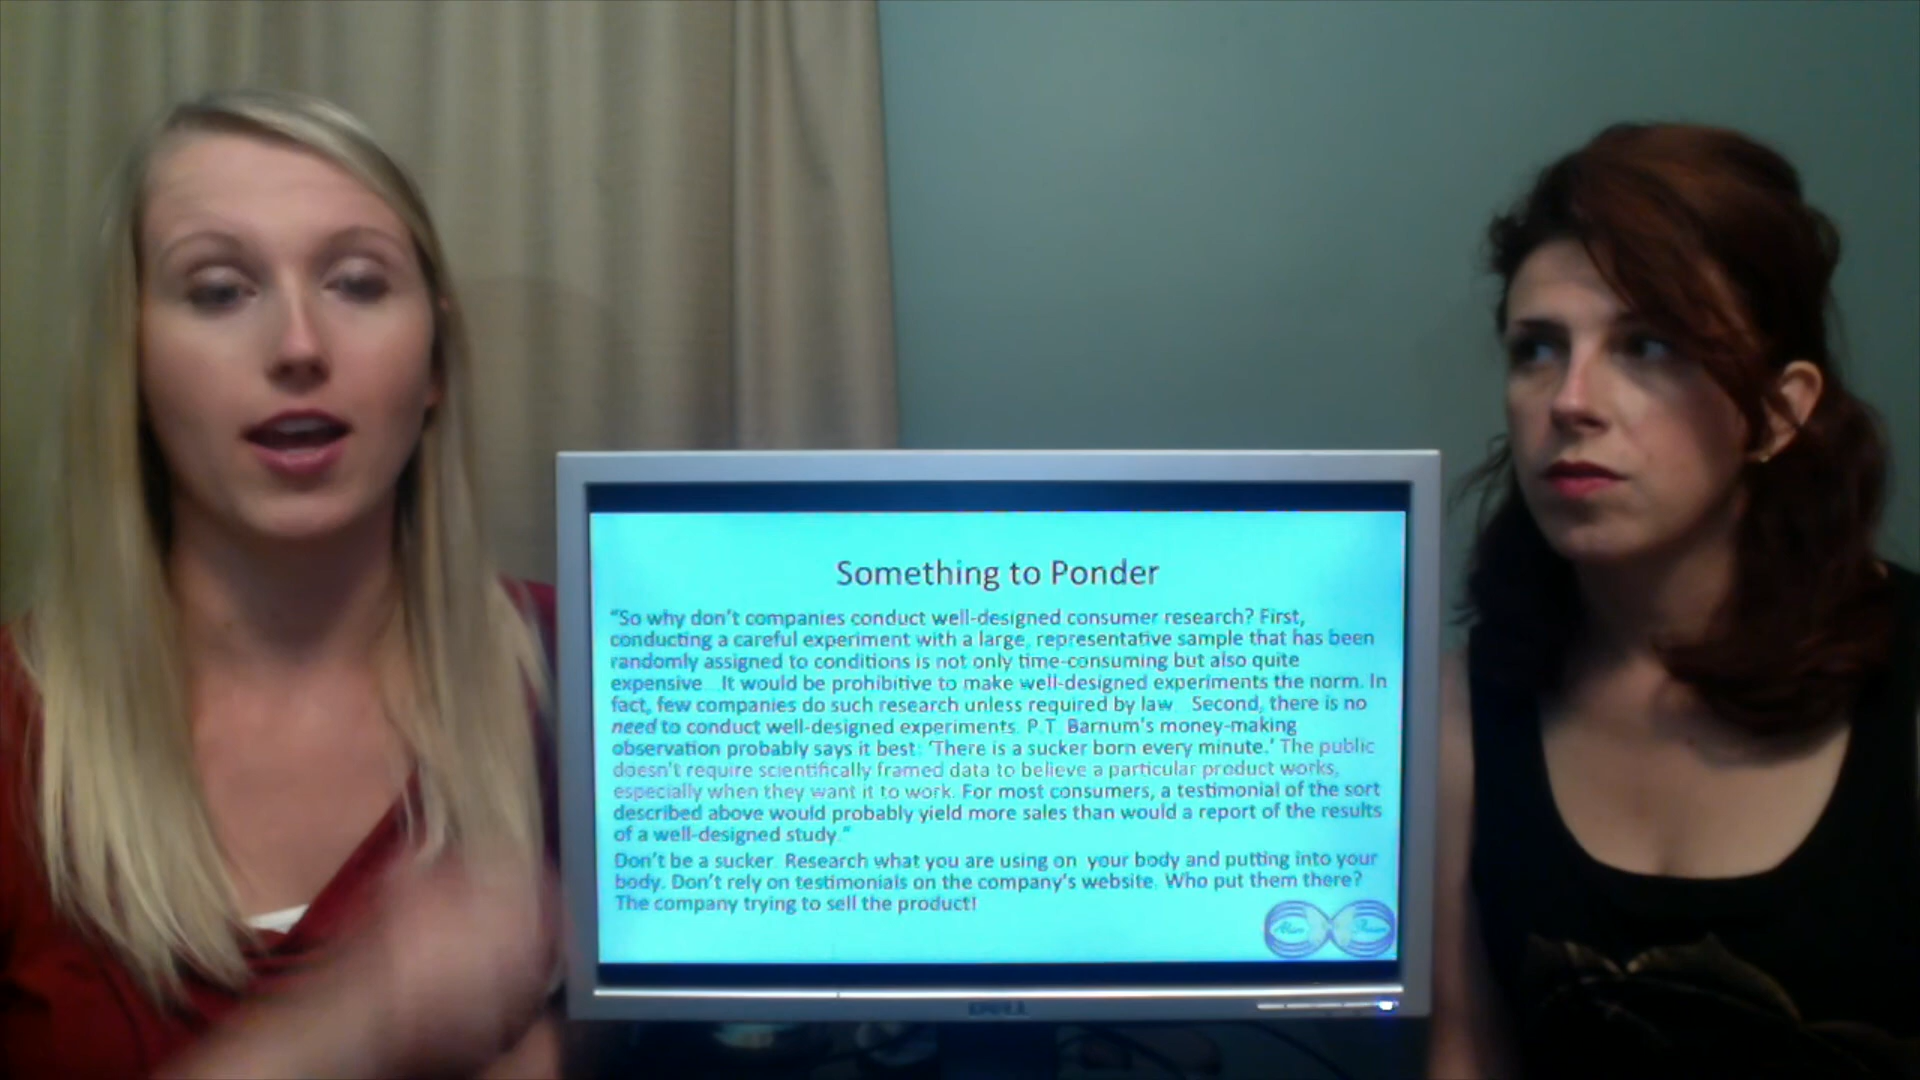 Something to Ponder
"So why don't companies conduct well-designed consumer research? First,
conducting a careful experiment with a large, representative sample that has been
randomly assigned to conditions is not only time-consuming but also quite
expensive. It would be prohibitive to make well-designed experiments the norm. In
fact, few companies do such research unless required by law. Second, there is no
need to conduct well-designed experiments. P.T. Barnum's money-making
observation probably says it best: 'There is a sucker born every minute.' The public
doesn't require scientifically framed data to believe a particular product works,
especially when they want it to work. For most consumers, a testimonial of the sort
described above would probably yield more sales than would a report of the results
of a well-designed study."
Don't be a sucker. Research what you are using on your body and putting into your
body. Don't rely on testimonials on the company's website. Who put them there?
The company trying to sell the product!
DELL